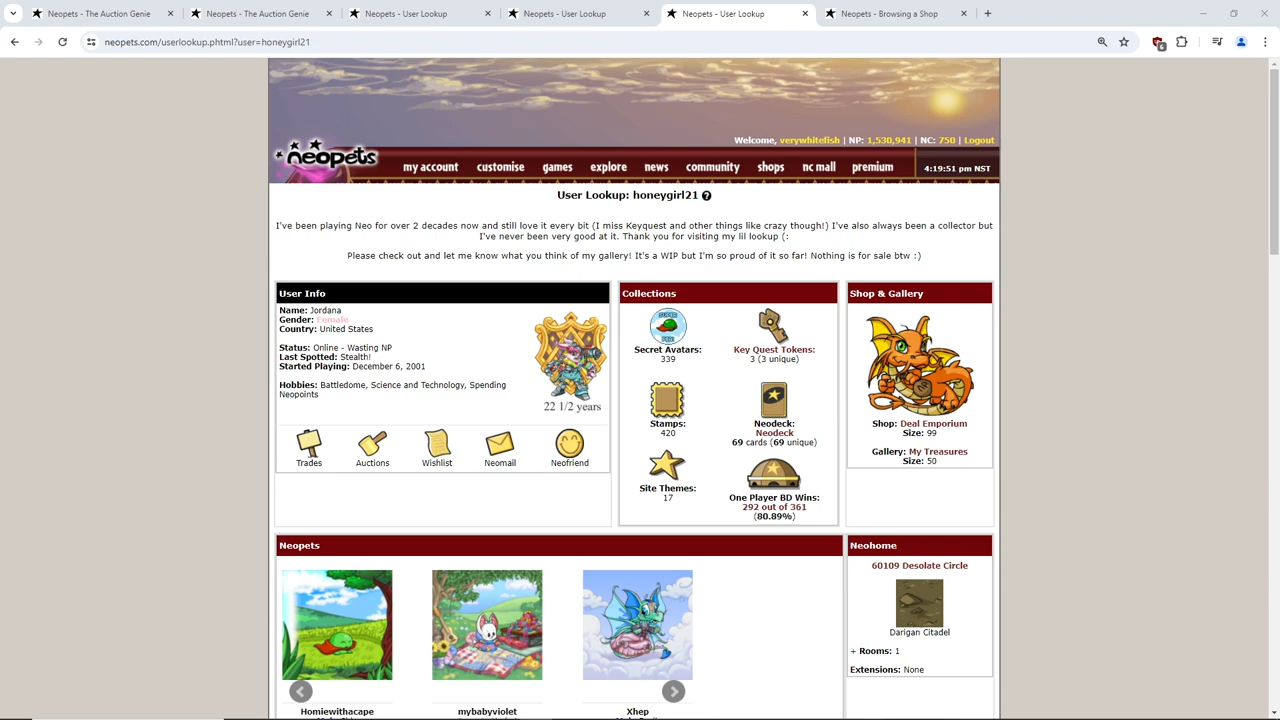 Neopets - The Auction Genie
Neopets - The Auction Genie
Neopets - User Lookup
Neopets - User Lookup
Neopets - User Lookup
Neopets - Browsing a Shop
neopets.com/userlookup.phtml?user=honeygirl21
6
Welcome, verywhitefish | NP: 1,530,941 | NC: 750 | Logout
neopets
my account
customise
games
explore
news
community
shops
nc mall
premium
4:19:51 pm NST
User Lookup: honeygirl21
I've been playing Neo for over 2 decades now and still love it every bit (I miss Keyquest and other things like crazy though!) I've also always been a collector but
I've never been very good at it. Thank you for visiting my lil lookup (:
Please check out and let me know what you think of my gallery! It's a WIP but I'm so proud of it so far! Nothing is for sale btw :)
User Info
Name: Jordana
Gender: Female
Country: United States
Status: Online - Wasting NP
Last Spotted: Stealth!
Started Playing: December 6, 2001
Hobbies: Battledome, Science and Technology, Spending
Neopoints
22 1/2 years
Trades
Auctions
Wishlist
Neomail
Neofriend
Collections
Secret Avatars:
339
Key Quest Tokens:
3 (3 unique)
Stamps:
420
Neodeck:
Neodeck
69 cards (69 unique)
Site Themes:
17
One Player BD Wins:
292 out of 361
(80.89%)
Shop & Gallery
Shop: Deal Emporium
Size: 99
Gallery: My Treasures
Size: 50
Neopets
Homiewithacape
mybabyviolet
Xhep
Neohome
60109 Desolate Circle
Darigan Citadel
+ Rooms: 1
Extensions: None